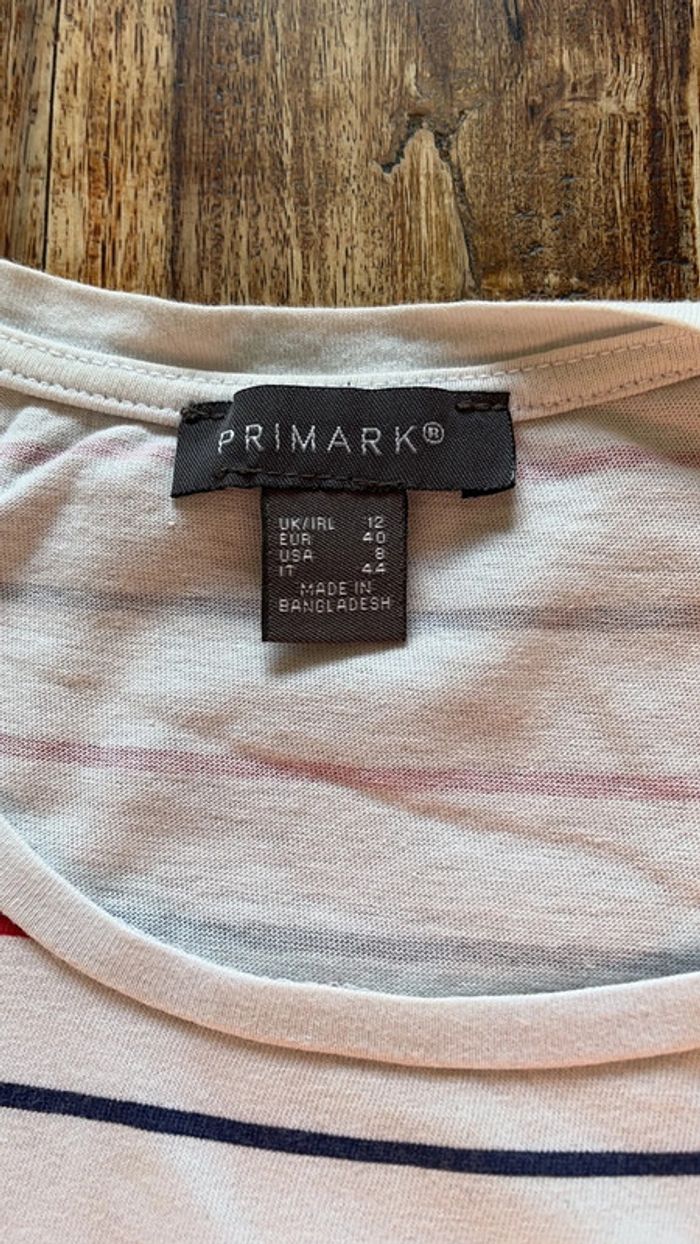 PRIMARK®
UK/IRL 12
EUR 40
USA 8
IT 44
MADE IN
BANGLADESH